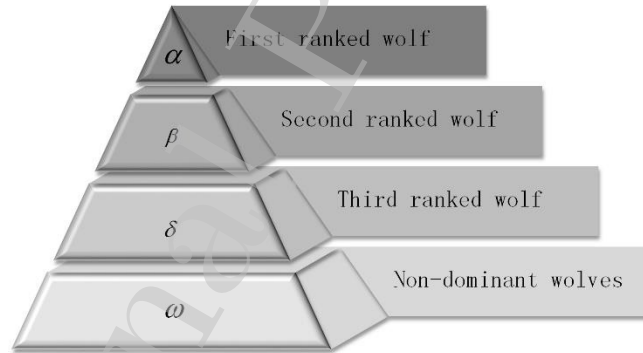 α First ranked wolf
β Second ranked wolf
δ Third ranked wolf
ω Non-dominant wolves